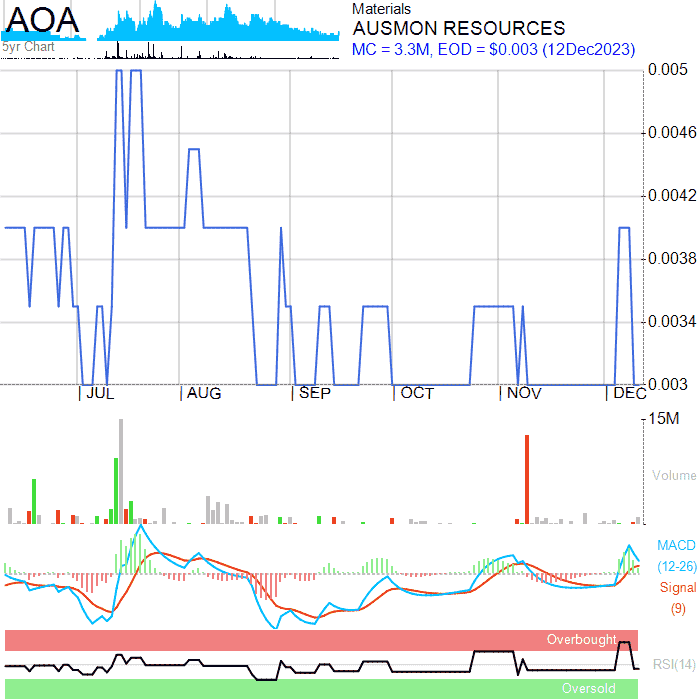 AOA
5yr Chart
Materials
AUSMON RESOURCES
MC = 3.3M, EOD = $0.003 (12Dec2023)
0.005
0.0046
0.0042
0.0038
0.0034
0.003
JUL AUG SEP OCT NOV DEC
15M
Volume
MACD
(12-26)
Signal
(9)
Overbought
RSI(14)
Oversold